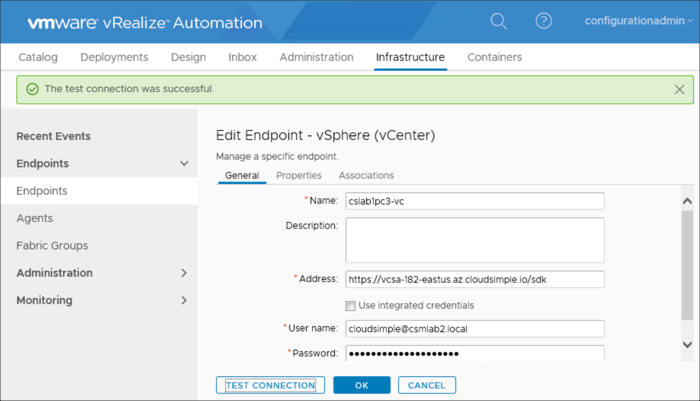 vmware vRealize™ Automation
configurationadmin
Catalog Deployments Design Inbox Administration Infrastructure Containers
The test connection was successful.
Recent Events
Endpoints
Endpoints
Agents
Fabric Groups
Administration
Monitoring
Edit Endpoint - vSphere (vCenter)
Manage a specific endpoint.
General Properties Associations
* Name: cslab1pc3-vc
Description:
* Address: https://vcsa-182-eastus.az.cloudsimple.io/sdk
Use integrated credentials
* User name: cloudsimple@csmlab2.local
* Password: ••••••••••••••••••••
TEST CONNECTION OK CANCEL